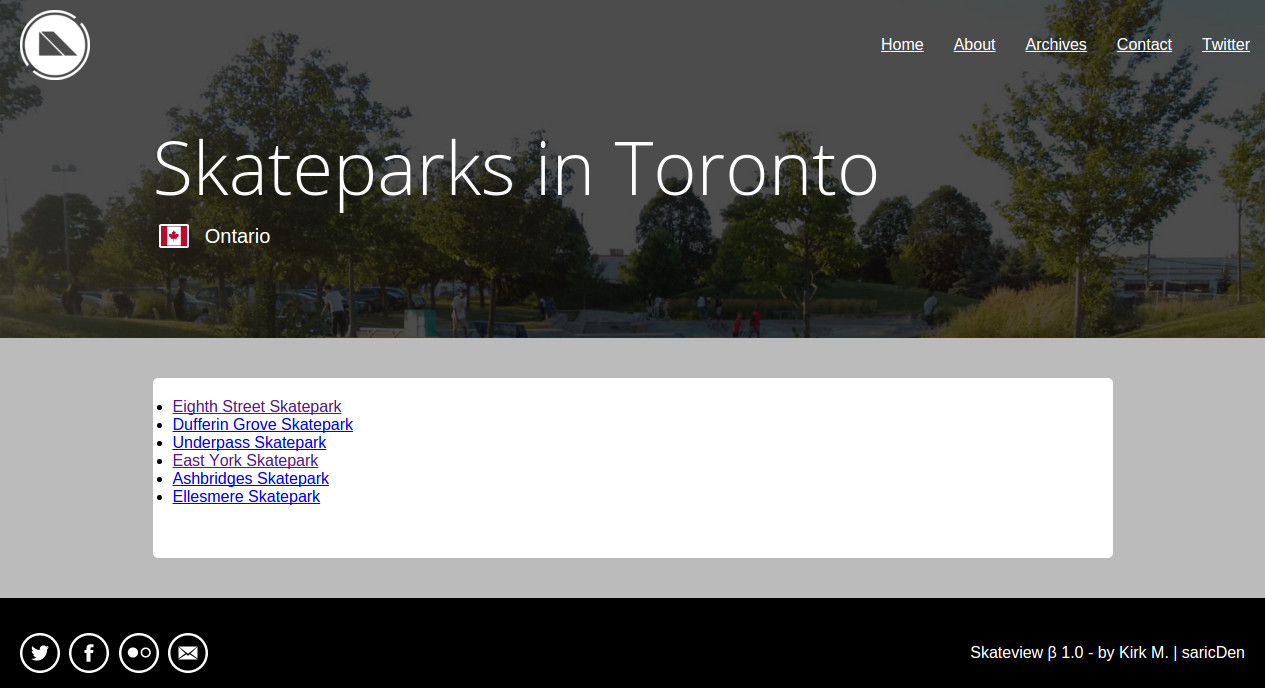 Home About Archives Contact Twitter
Skateparks in Toronto
Ontario
Eighth Street Skatepark
Dufferin Grove Skatepark
Underpass Skatepark
East York Skatepark
Ashbridges Skatepark
Ellesmere Skatepark
Skateview β 1.0 - by Kirk M. | saricDen